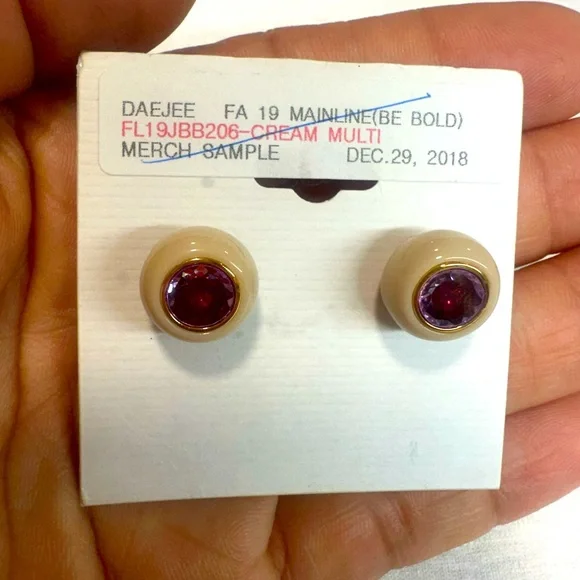 DAEJEE FA 19 MAINLINE(BE BOLD)
FL19JBB206-CREAM MULTI
MERCH SAMPLE DEC.29, 2018